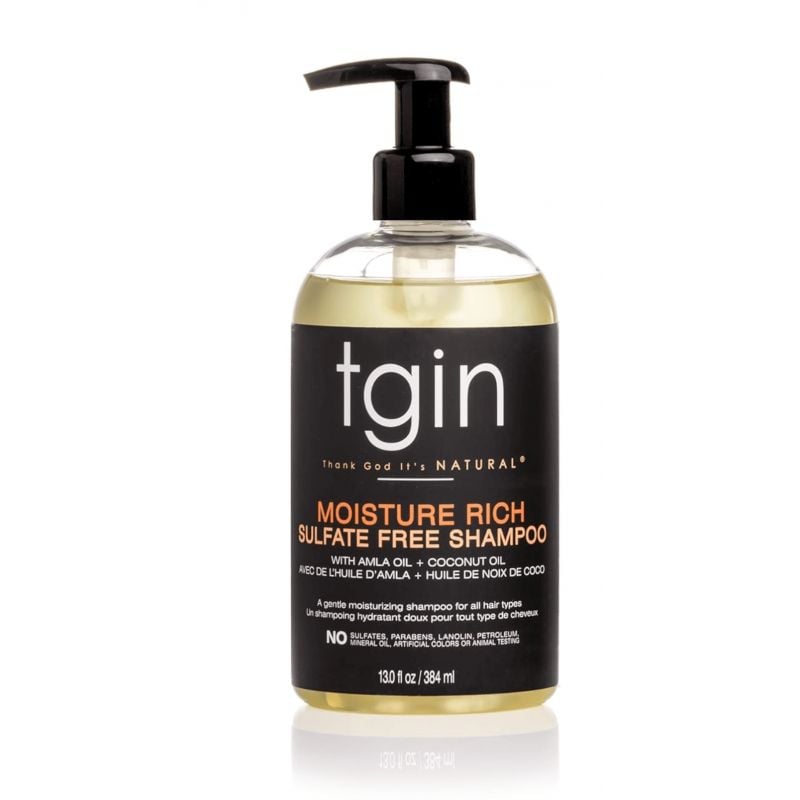 tgin
Thank God It's NATURAL®
MOISTURE RICH
SULFATE FREE SHAMPOO
WITH AMLA OIL + COCONUT OIL
AVEC DE L'HUILE D'AMLA + HUILE DE NOIX DE COCO
A gentle moisturizing shampoo for all hair types
Un shampoing hydratant doux pour tout type de cheveux
NO SULFATES, PARABENS, LANOLIN, PETROLEUM,
MINERAL OIL, ARTIFICIAL COLORS OR ANIMAL TESTING
13.0 fl oz / 384 ml